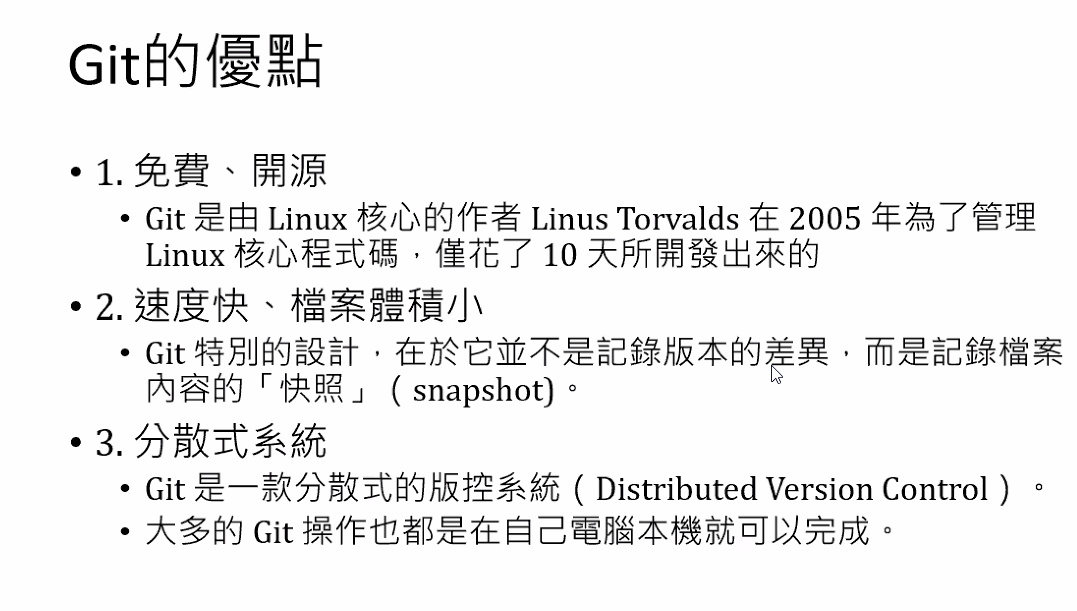 Git的優點
• 1. 免費、開源
• Git 是由 Linux 核心的作者 Linus Torvalds 在 2005 年為了管理
Linux 核心程式碼，僅花了 10 天所開發出來的
• 2. 速度快、檔案體積小
• Git 特別的設計，在於它並不是記錄版本的差異，而是記錄檔案
內容的「快照」（snapshot)。
• 3. 分散式系統
• Git 是一款分散式的版控系統（Distributed Version Control）。
• 大多的 Git 操作也都是在自己電腦本機就可以完成。